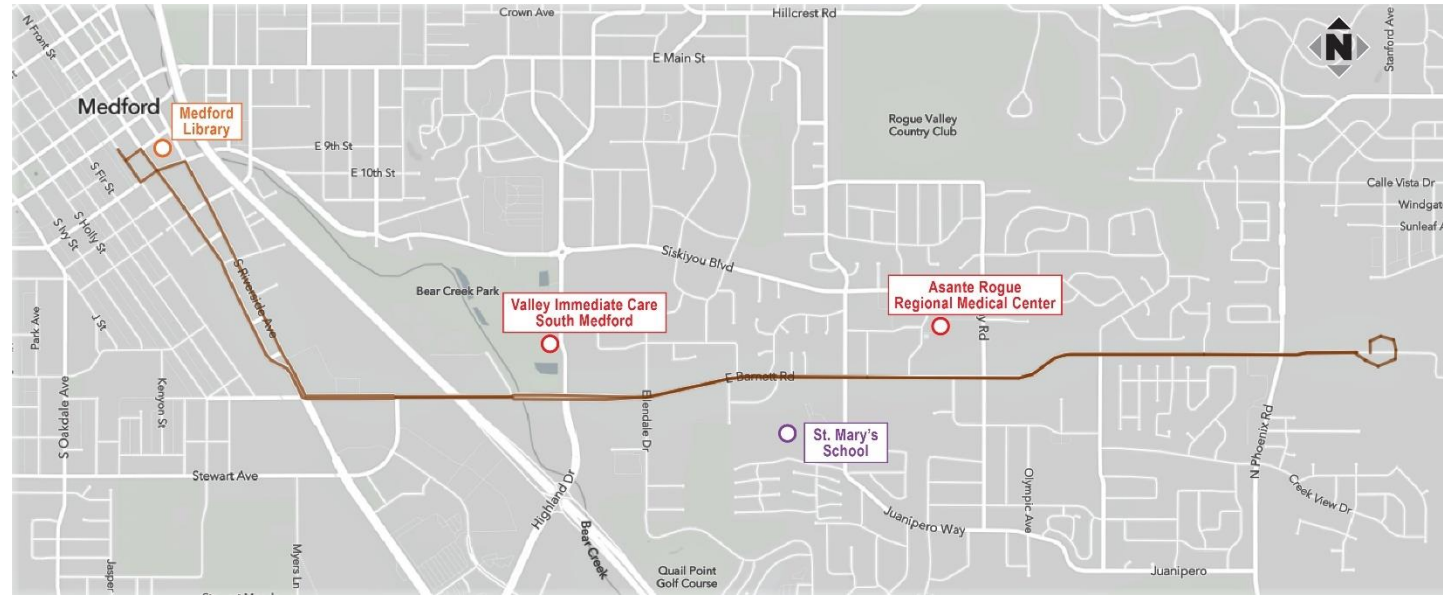 Crown Ave
Hillcrest Rd
N Front St
E Main St
Stanford Ave
N
Medford
Medford
Library
Rogue Valley
Country Club
E 9th St
E 10th St
S Fir St
Calle Vista Dr
Windgat
Sunleaf A
S Holly St
S Ivy St
Siskiyou Blvd
S Riverside Ave
Bear Creek Park
Valley Immediate Care
South Medford
Asante Rogue
Regional Medical Center
y Rd
Park Ave
J St
E Barnett Rd
S Oakdale Ave
Kenyon St
Ellendale Dr
St. Mary's
School
N Phoenix Rd
Stewart Ave
Highland Dr
Bear Creek
Olympic Ave
Creek View Dr
Juanipero Way
Jasper
Myers Ln
Quail Point
Golf Course
Juanipero